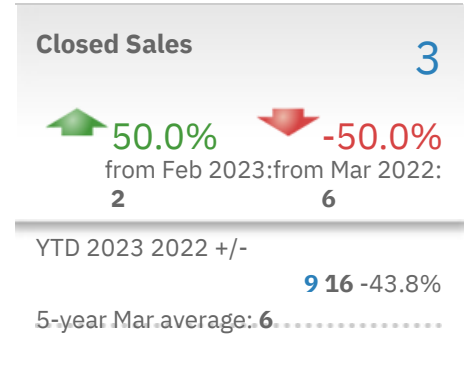 Closed Sales
3
50.0% -50.0%
from Feb 2023: from Mar 2022:
2 6
YTD 2023 2022 +/-
9 16 -43.8%
5-year Mar average: 6